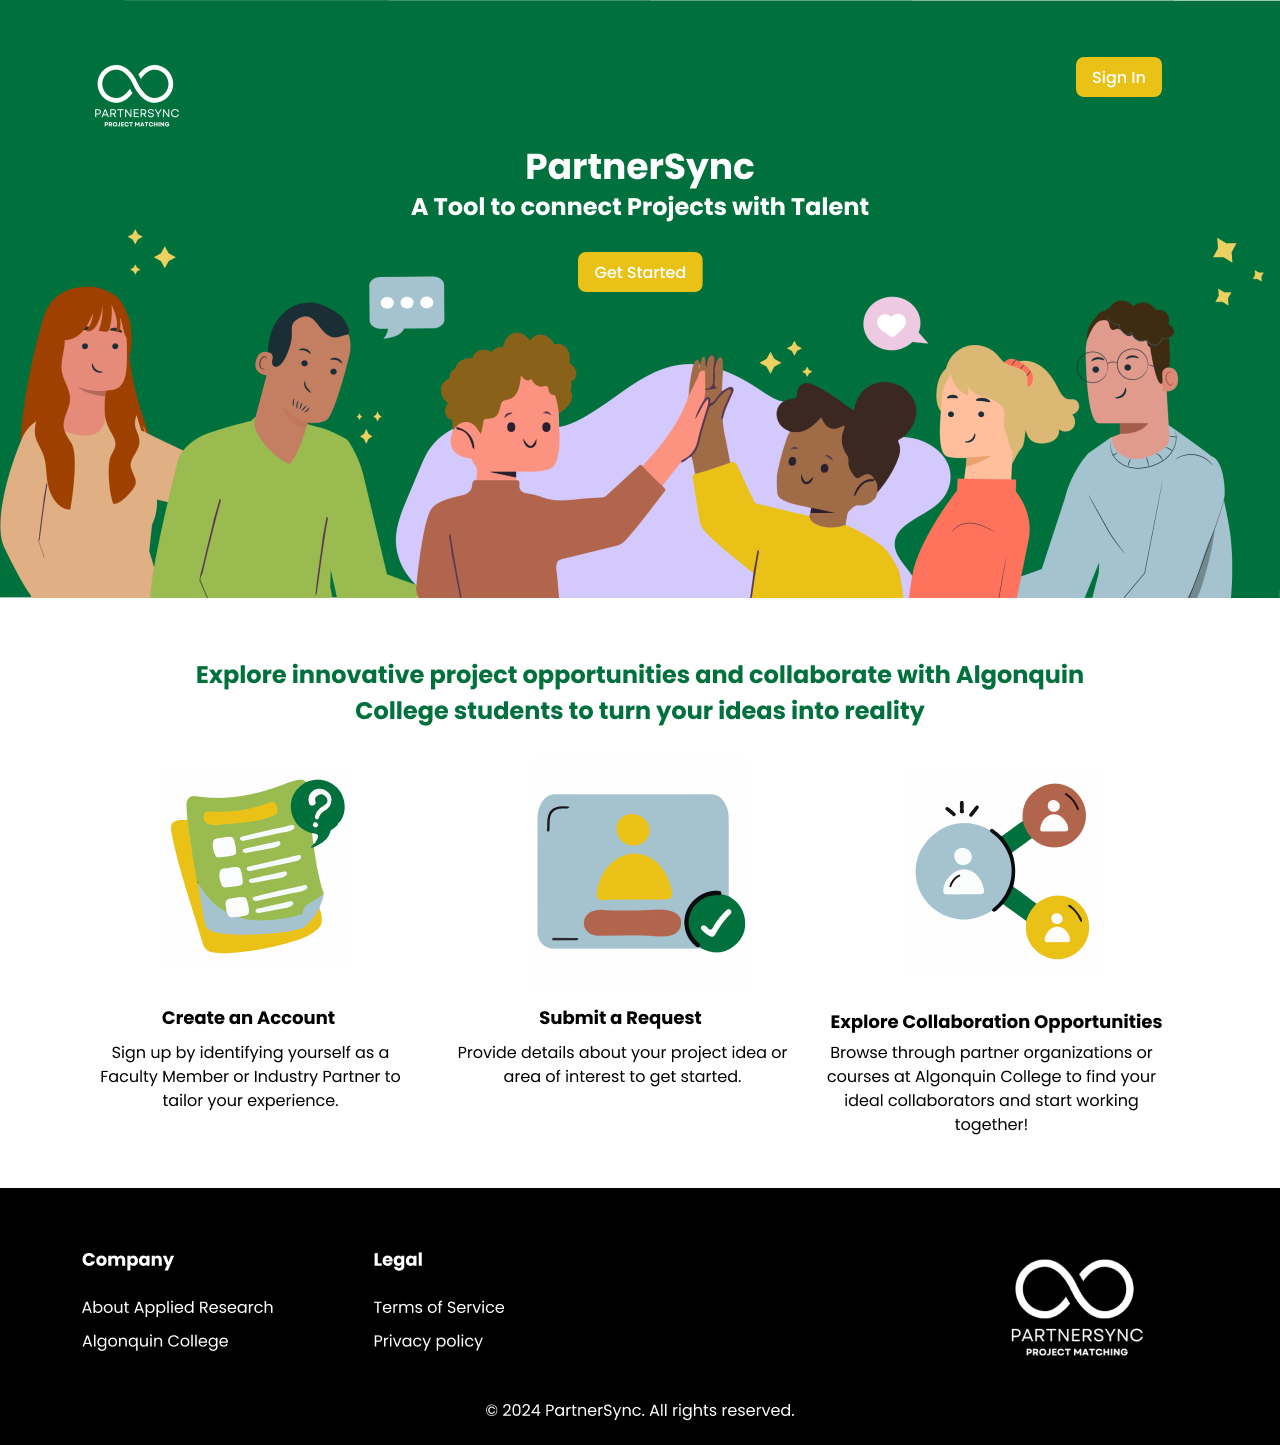 PARTNERSYNC
PROJECT MATCHING
Sign In
PartnerSync
A Tool to connect Projects with Talent
Get Started
Explore innovative project opportunities and collaborate with Algonquin
College students to turn your ideas into reality
?
Create an Account
Sign up by identifying yourself as a
Faculty Member or Industry Partner to
tailor your experience.
Submit a Request
Provide details about your project idea or
area of interest to get started.
Explore Collaboration Opportunities
Browse through partner organizations or
courses at Algonquin College to find your
ideal collaborators and start working
together!
Company
About Applied Research
Algonquin College
Legal
Terms of Service
Privacy policy
PARTNERSYNC
PROJECT MATCHING
© 2024 PartnerSync. All rights reserved.